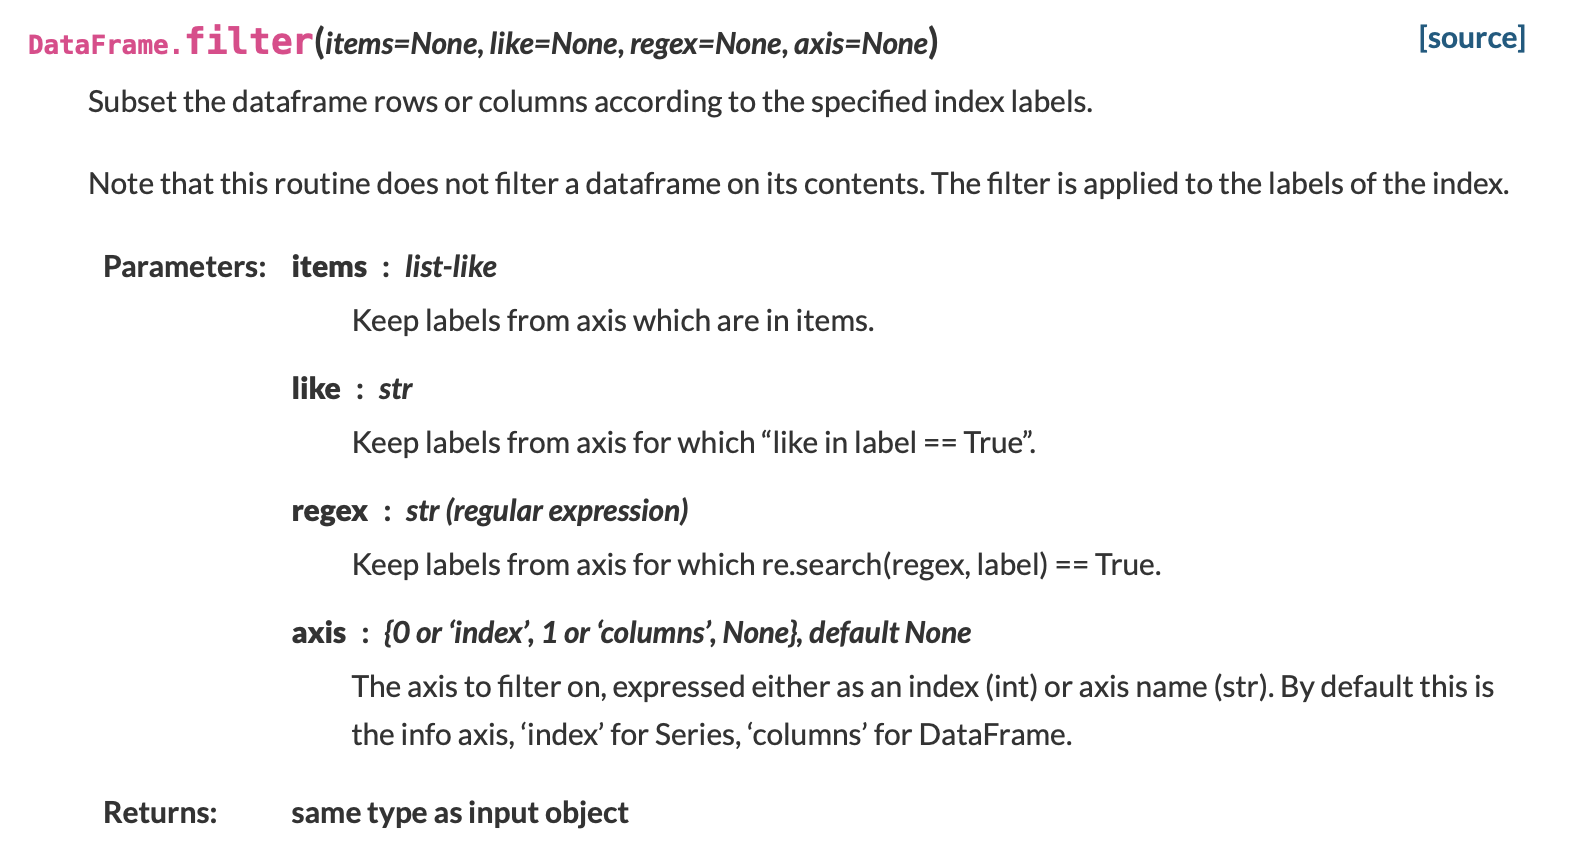 DataFrame.filter(items=None, like=None, regex=None, axis=None) [source]
Subset the dataframe rows or columns according to the specified index labels.
Note that this routine does not filter a dataframe on its contents. The filter is applied to the labels of the index.
Parameters: items : list-like
Keep labels from axis which are in items.
like : str
Keep labels from axis for which “like in label == True”.
regex : str (regular expression)
Keep labels from axis for which re.search(regex, label) == True.
axis : {0 or ‘index’, 1 or ‘columns’, None}, default None
The axis to filter on, expressed either as an index (int) or axis name (str). By default this is
the info axis, ‘index’ for Series, ‘columns’ for DataFrame.
Returns: same type as input object